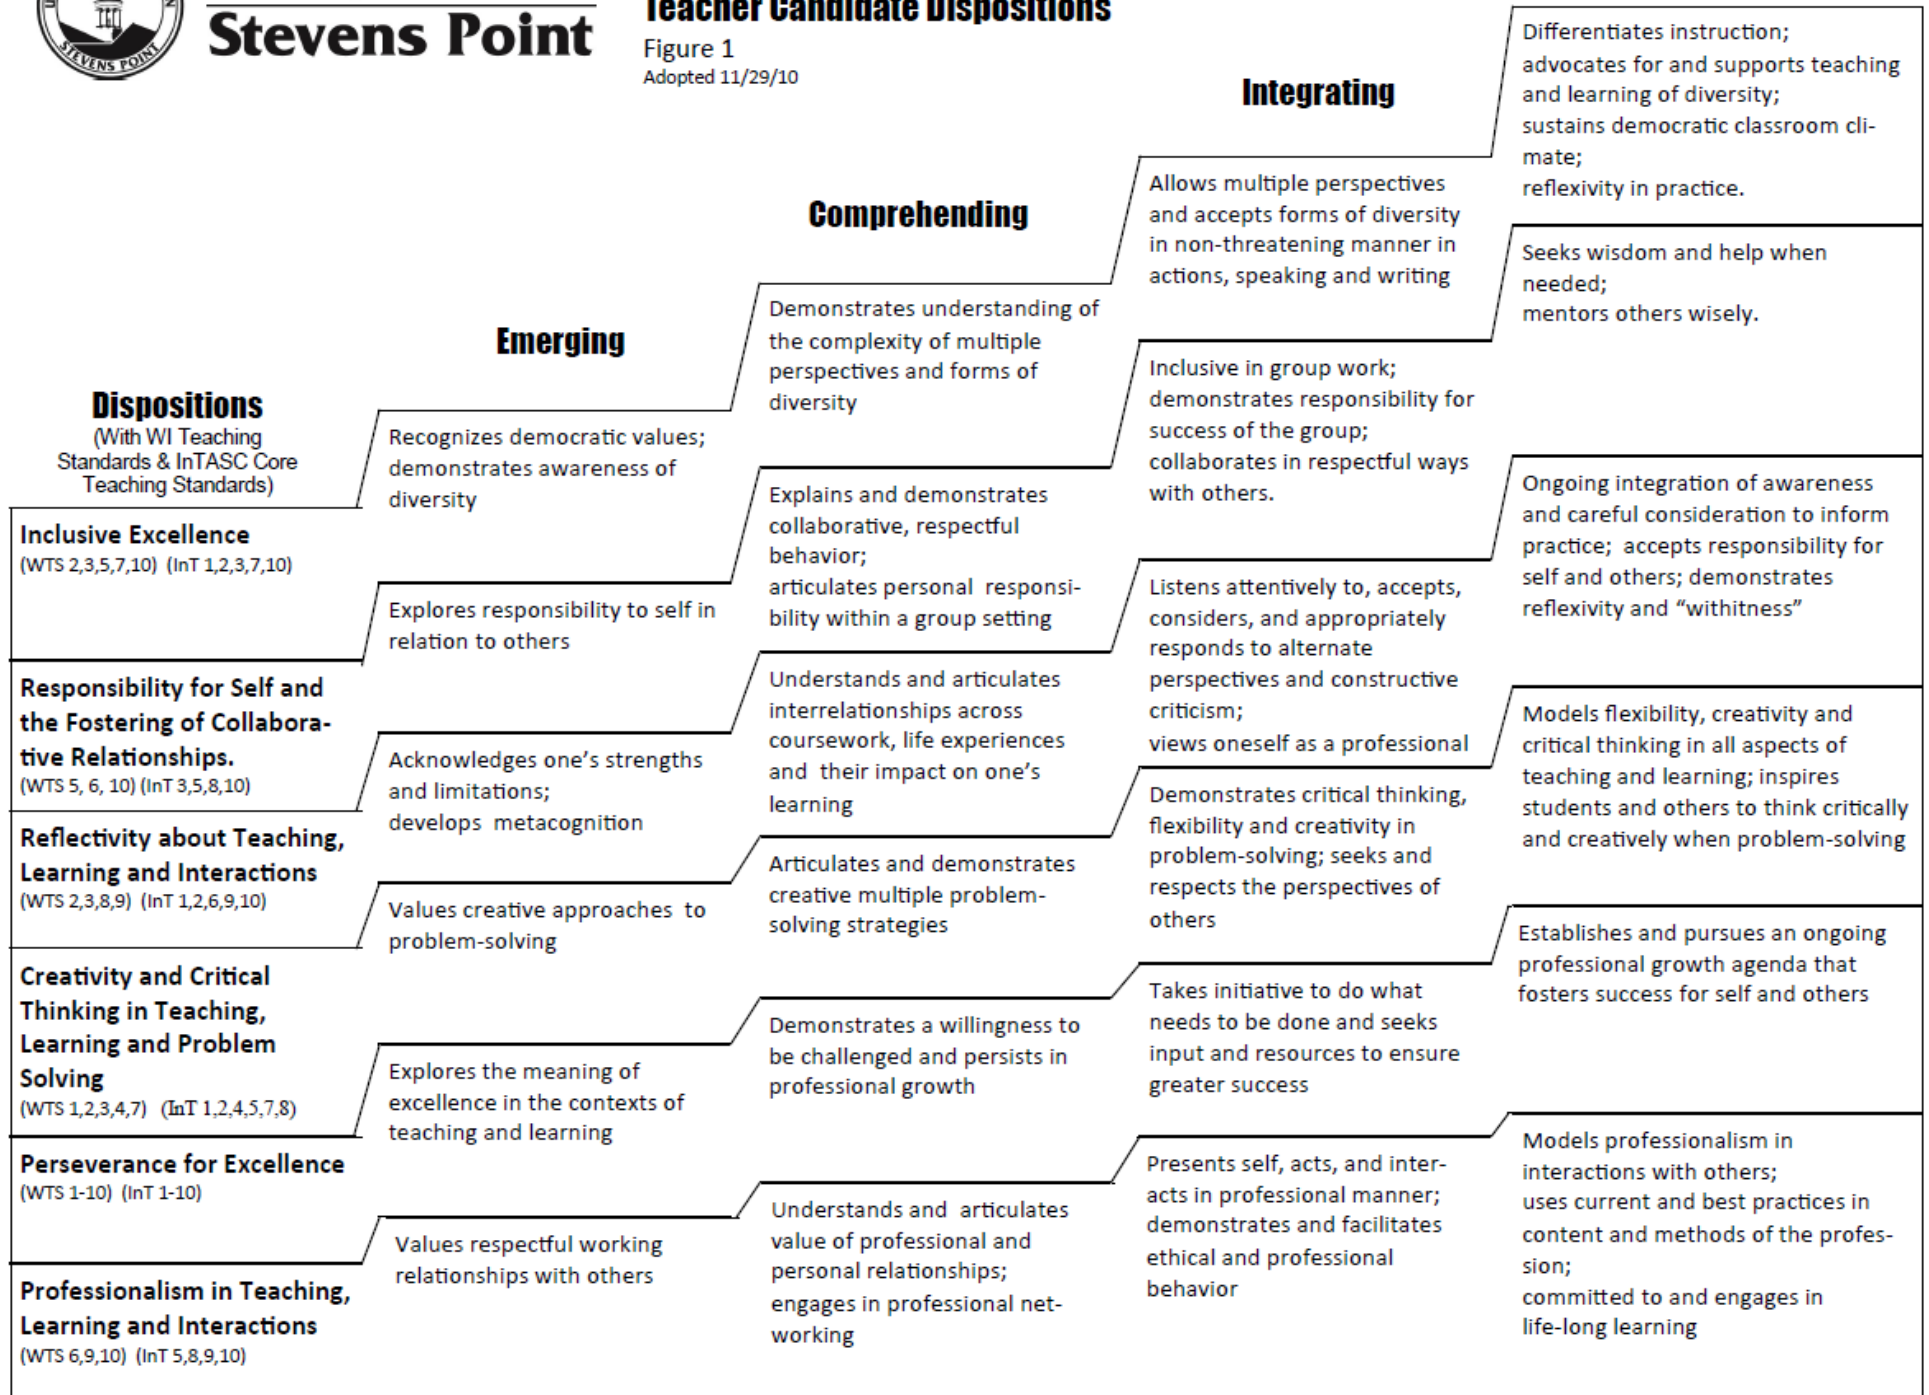 STEVENS POINT
Stevens Point
Teacher Candidate Dispositions
Figure 1
Adopted 11/29/10
Dispositions
(With WI Teaching
Standards & InTASC Core
Teaching Standards)
Emerging
Comprehending
Integrating
Inclusive Excellence
(WTS 2,3,5,7,10) (InT 1,2,3,7,10)
Recognizes democratic values;
demonstrates awareness of
diversity
Demonstrates understanding of
the complexity of multiple
perspectives and forms of
diversity
Allows multiple perspectives
and accepts forms of diversity
in non-threatening manner in
actions, speaking and writing
Differentiates instruction;
advocates for and supports teaching
and learning of diversity;
sustains democratic classroom cli-
mate;
reflexivity in practice.
Responsibility for Self and
the Fostering of Collabora-
tive Relationships.
(WTS 5, 6, 10) (InT 3,5,8,10)
Explores responsibility to self in
relation to others
Explains and demonstrates
collaborative, respectful
behavior;
articulates personal responsi-
bility within a group setting
Inclusive in group work;
demonstrates responsibility for
success of the group;
collaborates in respectful ways
with others.
Seeks wisdom and help when
needed;
mentors others wisely.
Reflectivity about Teaching,
Learning and Interactions
(WTS 2,3,8,9) (InT 1,2,6,9,10)
Acknowledges one's strengths
and limitations;
develops metacognition
Understands and articulates
interrelationships across
coursework, life experiences
and their impact on one's
learning
Listens attentively to, accepts,
considers, and appropriately
responds to alternate
perspectives and constructive
criticism;
views oneself as a professional
Ongoing integration of awareness
and careful consideration to inform
practice; accepts responsibility for
self and others; demonstrates
reflexivity and “withitness”
Creativity and Critical
Thinking in Teaching,
Learning and Problem
Solving
(WTS 1,2,3,4,7) (InT 1,2,4,5,7,8)
Values creative approaches to
problem-solving
Articulates and demonstrates
creative multiple problem-
solving strategies
Demonstrates critical thinking,
flexibility and creativity in
problem-solving; seeks and
respects the perspectives of
others
Models flexibility, creativity and
critical thinking in all aspects of
teaching and learning; inspires
students and others to think critically
and creatively when problem-solving
Perseverance for Excellence
(WTS 1-10) (InT 1-10)
Explores the meaning of
excellence in the contexts of
teaching and learning
Demonstrates a willingness to
be challenged and persists in
professional growth
Takes initiative to do what
needs to be done and seeks
input and resources to ensure
greater success
Establishes and pursues an ongoing
professional growth agenda that
fosters success for self and others
Professionalism in Teaching,
Learning and Interactions
(WTS 6,9,10) (InT 5,8,9,10)
Values respectful working
relationships with others
Understands and articulates
value of professional and
personal relationships;
engages in professional net-
working
Presents self, acts, and inter-
acts in professional manner;
demonstrates and facilitates
ethical and professional
behavior
Models professionalism in
interactions with others;
uses current and best practices in
content and methods of the profes-
sion;
committed to and engages in
life-long learning